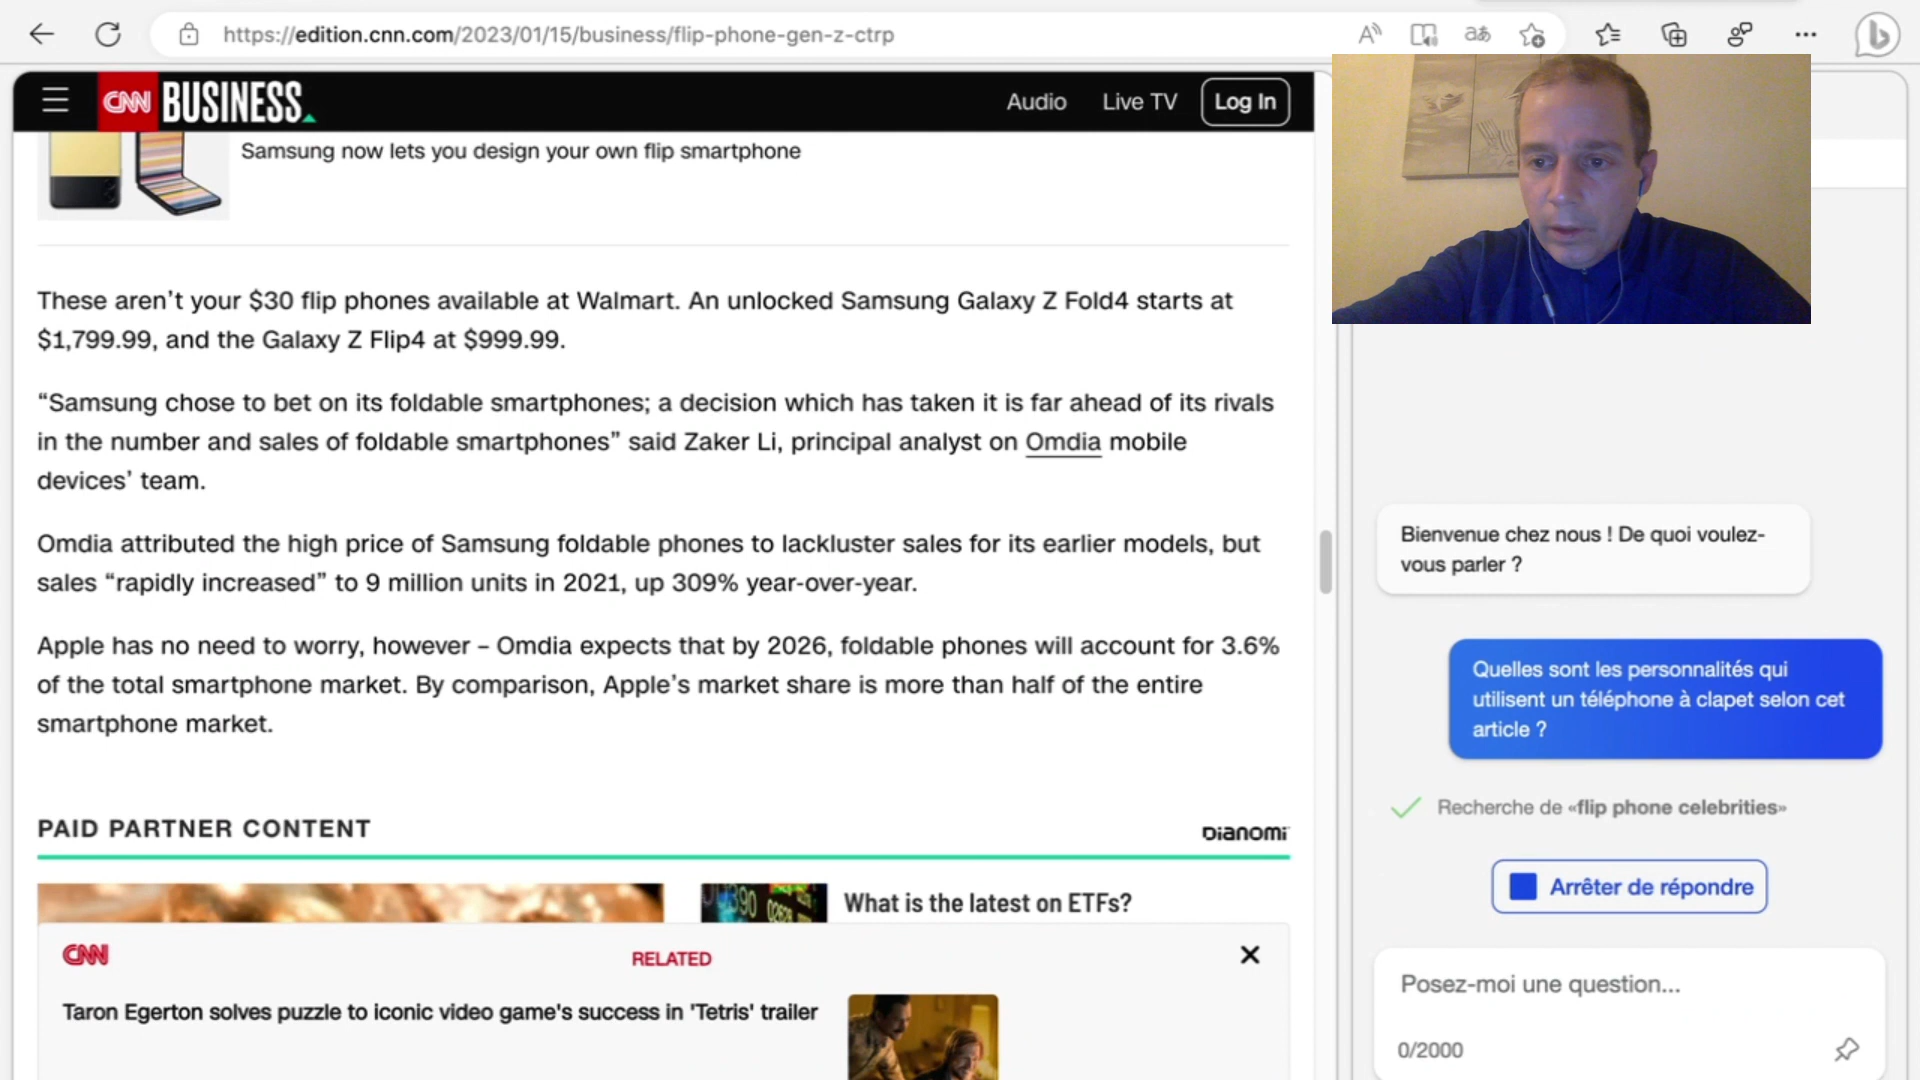 https://edition.cnn.com/2023/01/15/business/flip-phone-gen-z-ctrp
CNN BUSINESS
Audio
Live TV
Log In
Samsung now lets you design your own flip smartphone
These aren’t your $30 flip phones available at Walmart. An unlocked Samsung Galaxy Z Fold4 starts at
$1,799.99, and the Galaxy Z Flip4 at $999.99.
“Samsung chose to bet on its foldable smartphones; a decision which has taken it is far ahead of its rivals
in the number and sales of foldable smartphones” said Zaker Li, principal analyst on Omdia mobile
devices’ team.
Omdia attributed the high price of Samsung foldable phones to lackluster sales for its earlier models, but
sales “rapidly increased” to 9 million units in 2021, up 309% year-over-year.
Apple has no need to worry, however – Omdia expects that by 2026, foldable phones will account for 3.6%
of the total smartphone market. By comparison, Apple’s market share is more than half of the entire
smartphone market.
PAID PARTNER CONTENT
DIANOMI
What is the latest on ETFs?
CNN
RELATED
Taron Egerton solves puzzle to iconic video game's success in 'Tetris' trailer
Bienvenue chez nous ! De quoi voulez-
vous parler ?
Quelles sont les personnalités qui
utilisent un téléphone à clapet selon cet
article ?
Recherche de «flip phone celebrities»
Arrêter de répondre
Posez-moi une question...
0/2000